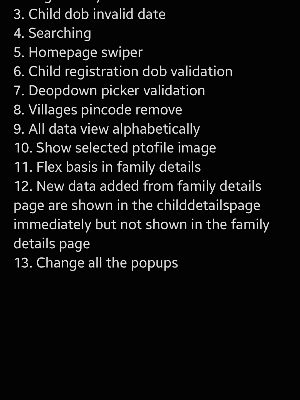 3. Child dob invalid date
4. Searching
5. Homepage swiper
6. Child registration dob validation
7. Deopdown picker validation
8. Villages pincode remove
9. All data view alphabetically
10. Show selected ptofile image
11. Flex basis in family details
12. New data added from family details
page are shown in the childdetailspage
immediately but not shown in the family
details page
13. Change all the popups